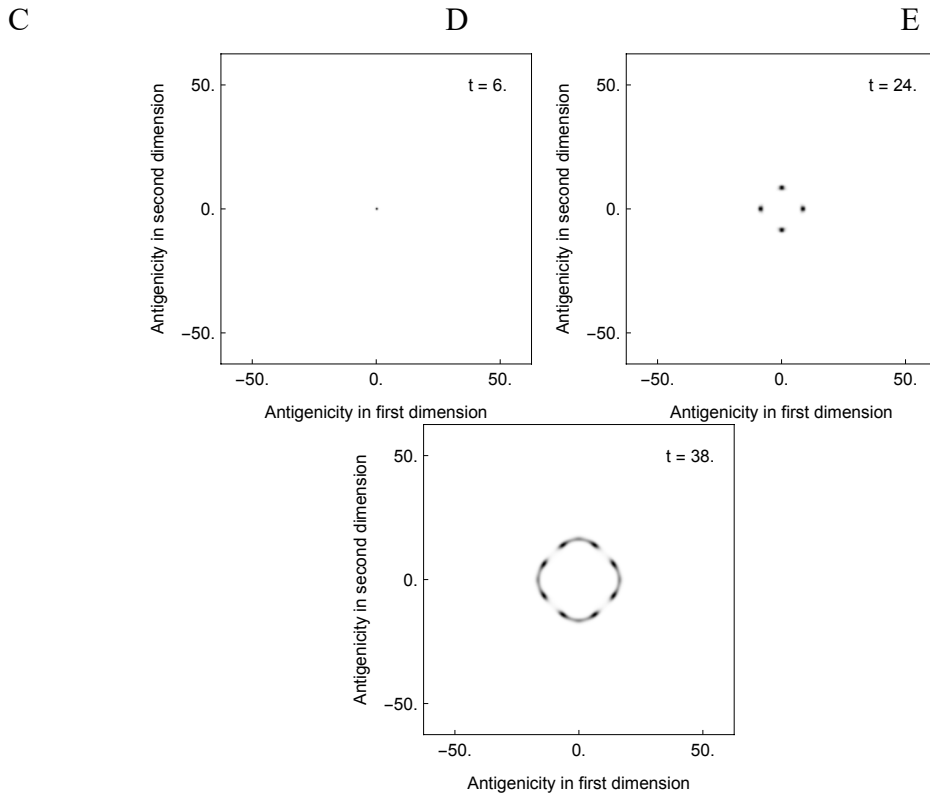 C D E
Antigenicity in second dimension
50.
0.
−50.
t = 6.
−50. 0. 50.
Antigenicity in first dimension
Antigenicity in second dimension
50.
0.
−50.
t = 24.
−50. 0. 50.
Antigenicity in first dimension
Antigenicity in second dimension
50.
0.
−50.
t = 38.
−50. 0. 50.
Antigenicity in first dimension